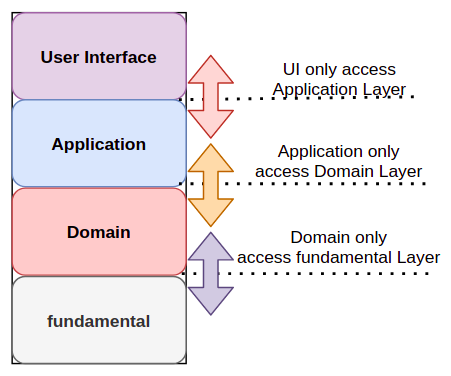 User Interface
UI only access
Application Layer
Application
Application only
access Domain Layer
Domain
Domain only
access fundamental Layer
fundamental